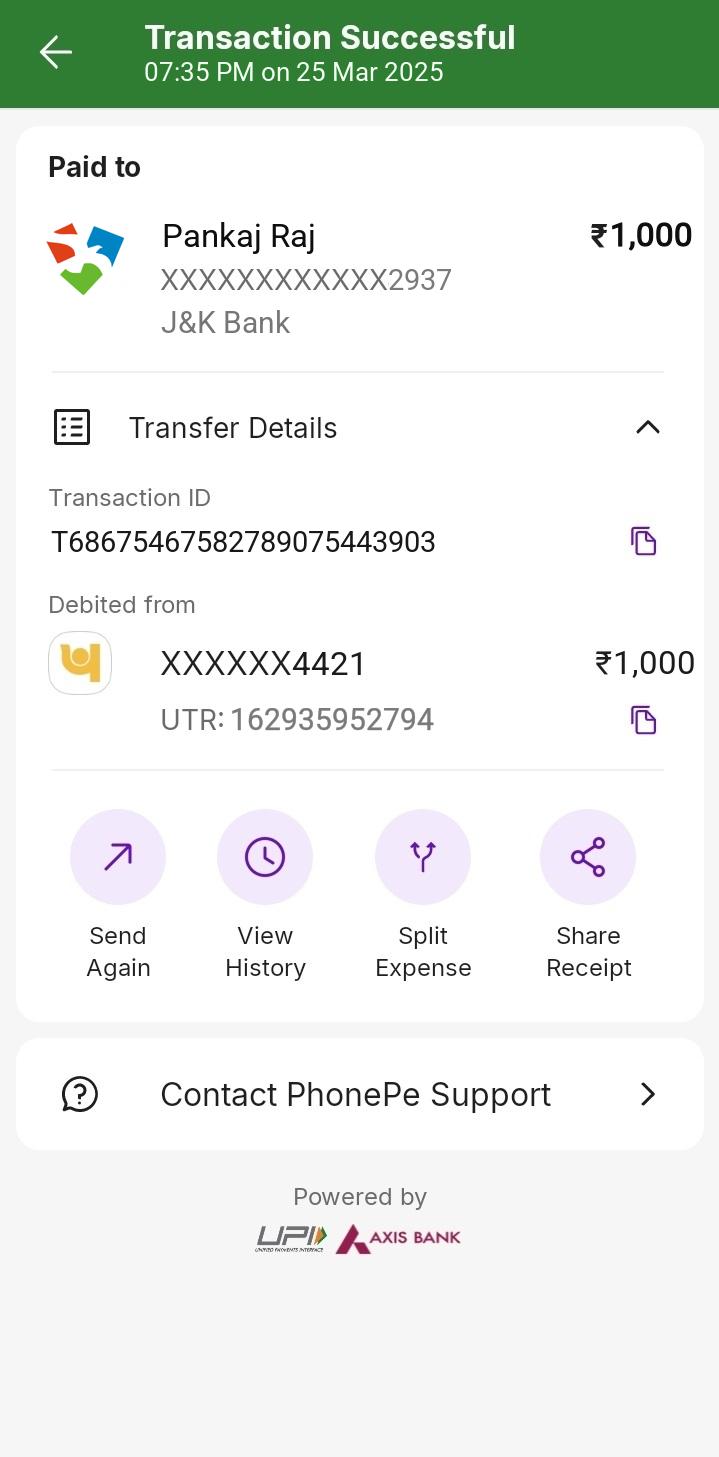 Transaction Successful
07:35 PM on 25 Mar 2025
Paid to
Pankaj Raj
₹1,000
XXXXXXXXXXXX2937
J&K Bank
Transfer Details
Transaction ID
T68675467582789075443903
Debited from
XXXXXX4421
₹1,000
UTR: 162935952794
Send
Again
View
History
Split
Expense
Share
Receipt
Contact PhonePe Support
Powered by
UPI
UNIFIED PAYMENTS INTERFACE
AXIS BANK